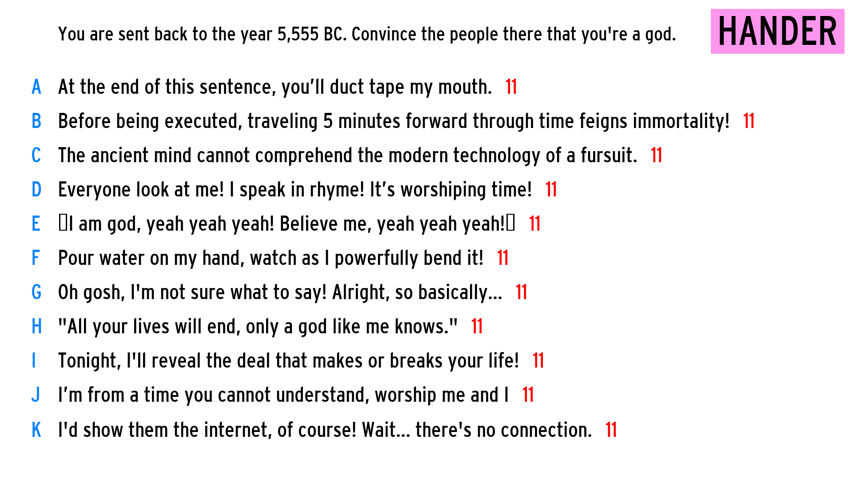 You are sent back to the year 5,555 BC. Convince the people there that you're a god.
HANDER
A At the end of this sentence, you’ll duct tape my mouth. 11
B Before being executed, traveling 5 minutes forward through time feigns immortality! 11
C The ancient mind cannot comprehend the modern technology of a fursuit. 11
D Everyone look at me! I speak in rhyme! It’s worshiping time! 11
E ▯I am god, yeah yeah yeah! Believe me, yeah yeah yeah!▯ 11
F Pour water on my hand, watch as I powerfully bend it! 11
G Oh gosh, I'm not sure what to say! Alright, so basically... 11
H "All your lives will end, only a god like me knows." 11
I Tonight, I'll reveal the deal that makes or breaks your life! 11
J I’m from a time you cannot understand, worship me and I 11
K I'd show them the internet, of course! Wait... there's no connection. 11